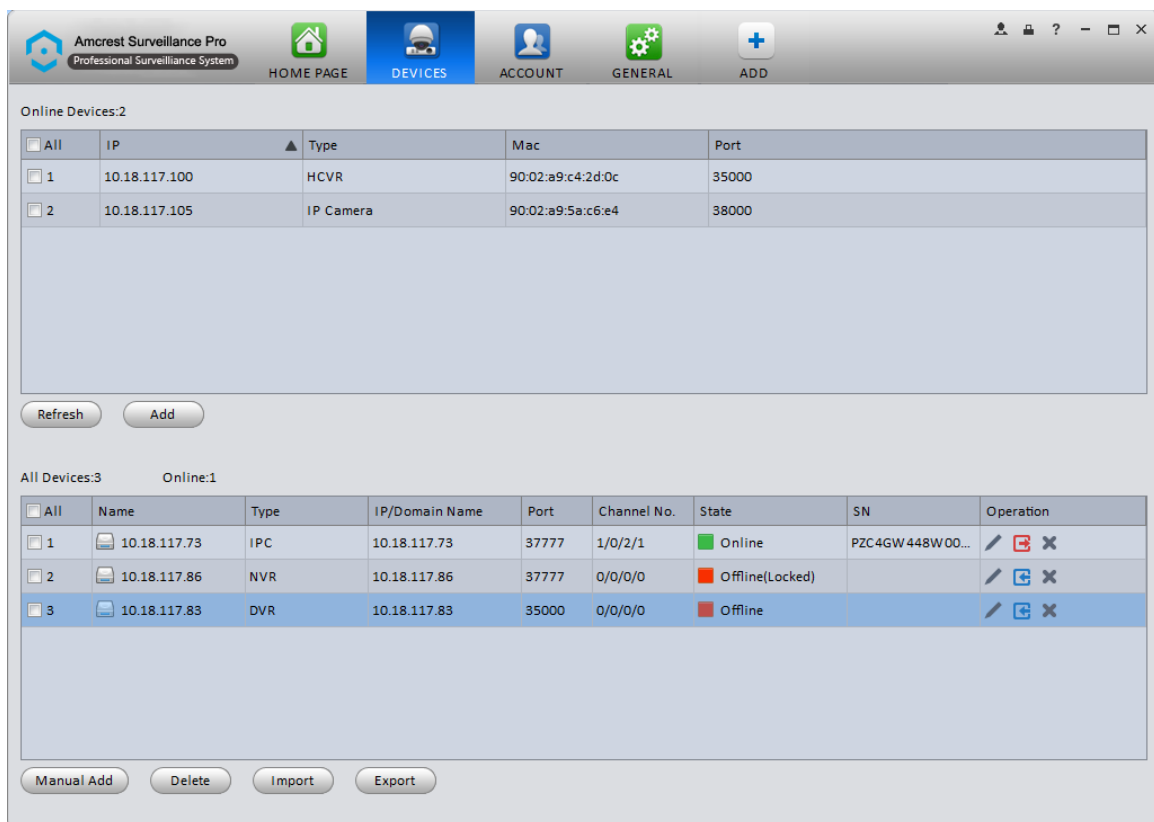 Amcrest Surveillance Pro
Professional Surveilliance System
HOME PAGE DEVICES ACCOUNT GENERAL ADD
?
Online Devices:2
All IP Type Mac Port
1 10.18.117.100 HCVR 90:02:a9:c4:2d:0c 35000
2 10.18.117.105 IP Camera 90:02:a9:5a:c6:e4 38000
Refresh Add
All Devices:3 Online:1
All Name Type IP/Domain Name Port Channel No. State SN Operation
1 10.18.117.73 IPC 10.18.117.73 37777 1/0/2/1 Online PZC4GW448W00...
2 10.18.117.86 NVR 10.18.117.86 37777 0/0/0/0 Offline(Locked)
3 10.18.117.83 DVR 10.18.117.83 35000 0/0/0/0 Offline
Manual Add Delete Import Export